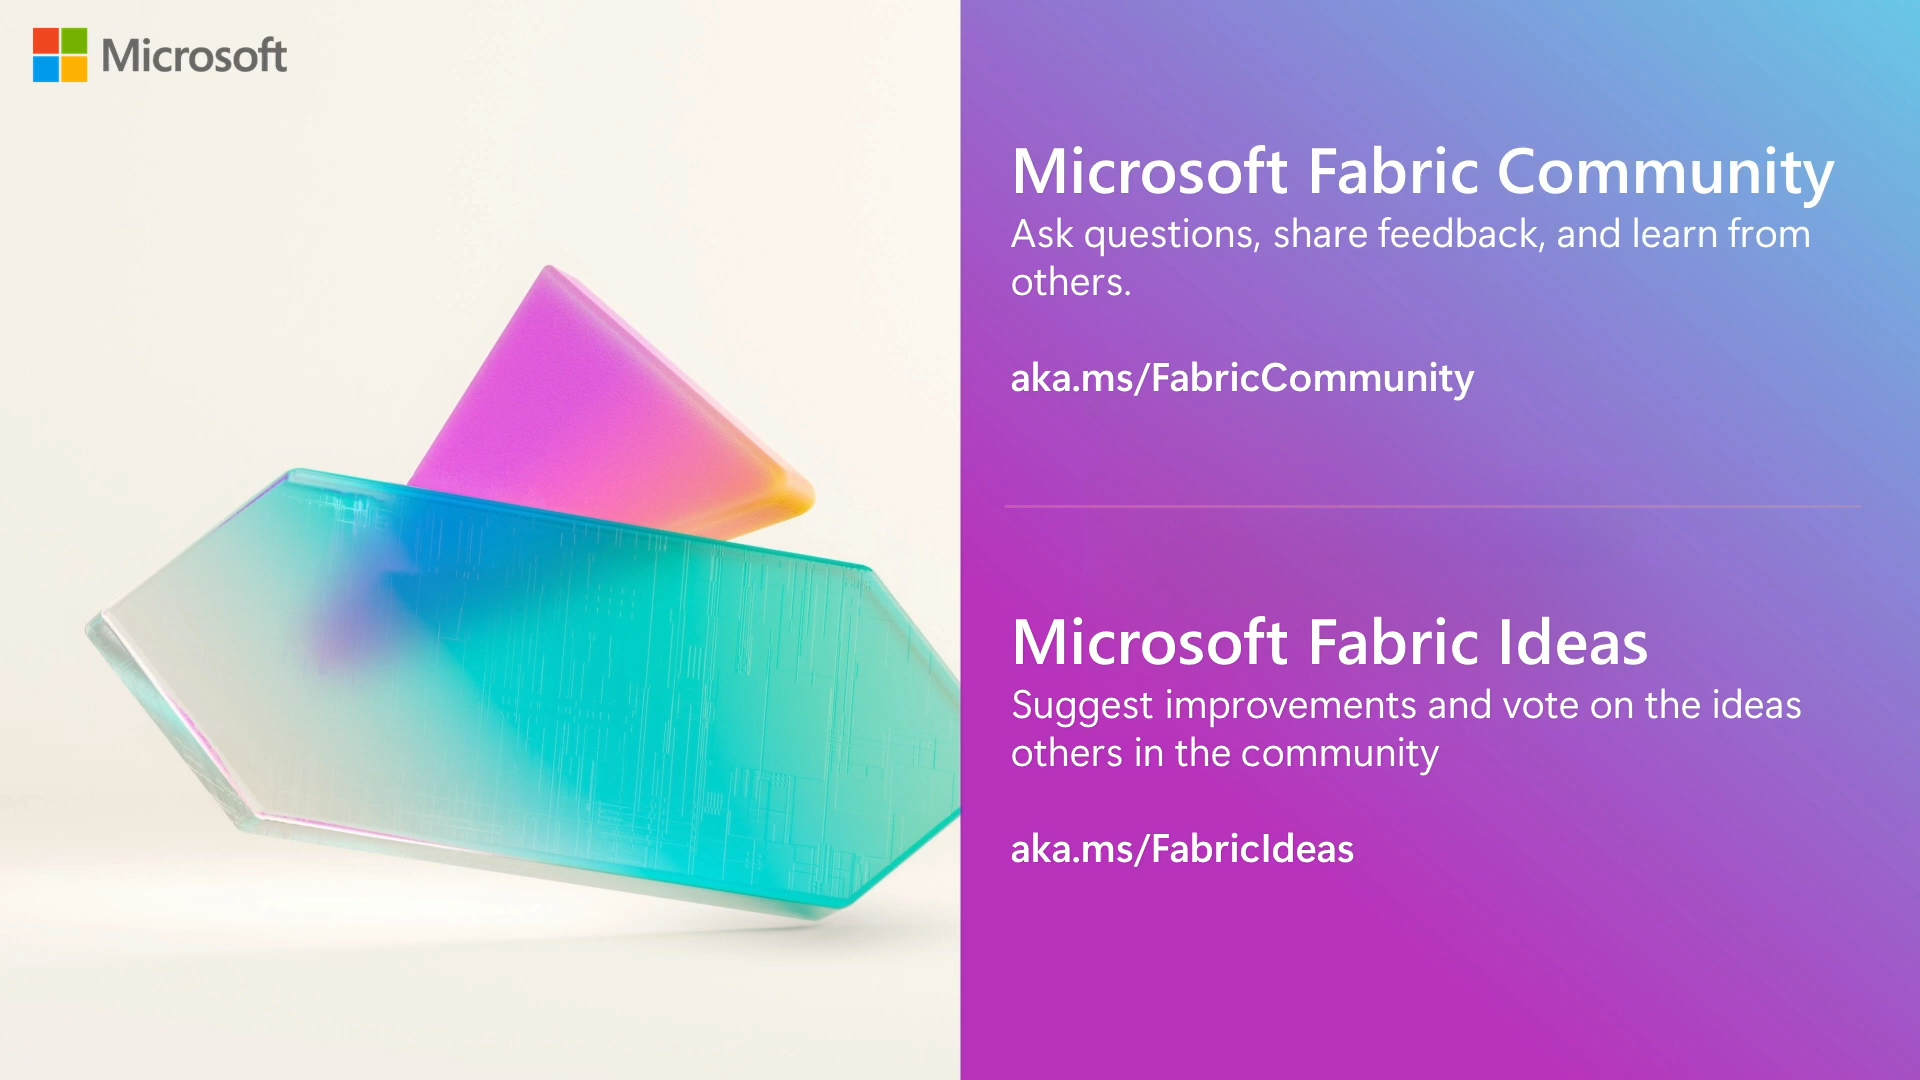 Microsoft
Microsoft Fabric Community
Ask questions, share feedback, and learn from
others.
aka.ms/FabricCommunity
Microsoft Fabric Ideas
Suggest improvements and vote on the ideas
others in the community
aka.ms/FabricIdeas